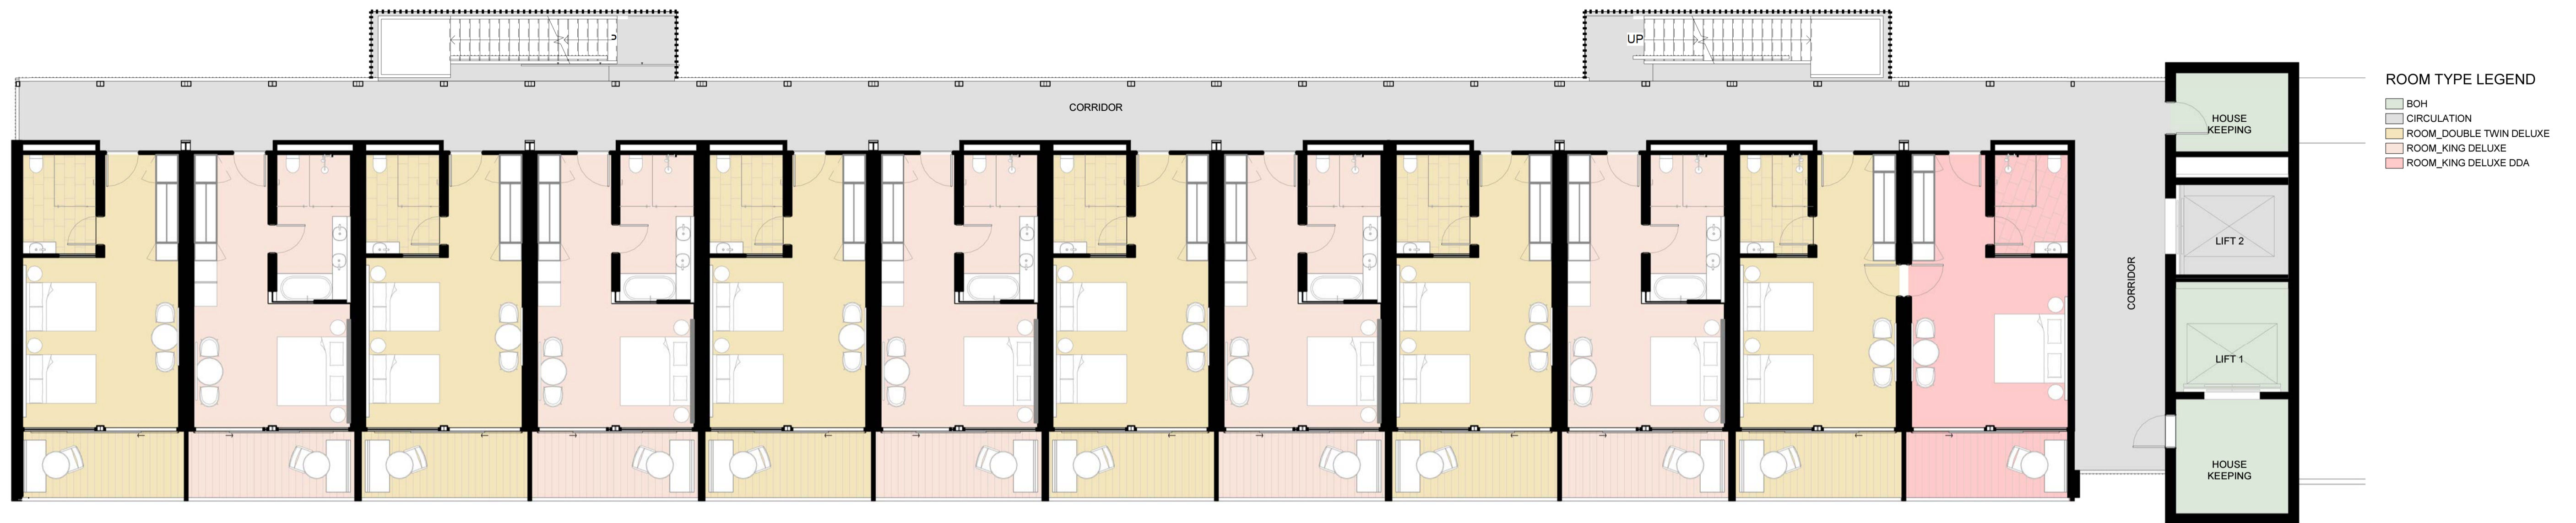 UP
CORRIDOR
HOUSE
KEEPING
LIFT 2
CORRIDOR
LIFT 1
HOUSE
KEEPING
ROOM TYPE LEGEND
BOH
CIRCULATION
ROOM_DOUBLE TWIN DELUXE
ROOM_KING DELUXE
ROOM_KING DELUXE DDA